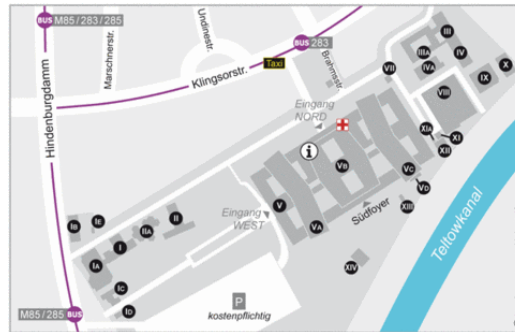 BUS M85 / 283 / 285
Marschnerstr.
Undinestr.
BUS 283
Taxi
Brahmsstr.
Klingsorstr.
Hindenburgdamm
Eingang
NORD
III
IIIA
IV
IVA
VII
VIII
IX
X
XIA
XI
XII
i
VB
VC
VD
V
VA
Südfoyer
XIII
XIV
Teltowkanal
Eingang
WEST
IB
IE
II
IIA
I
IA
IC
ID
P
kostenpflichtig
M85 / 285 BUS